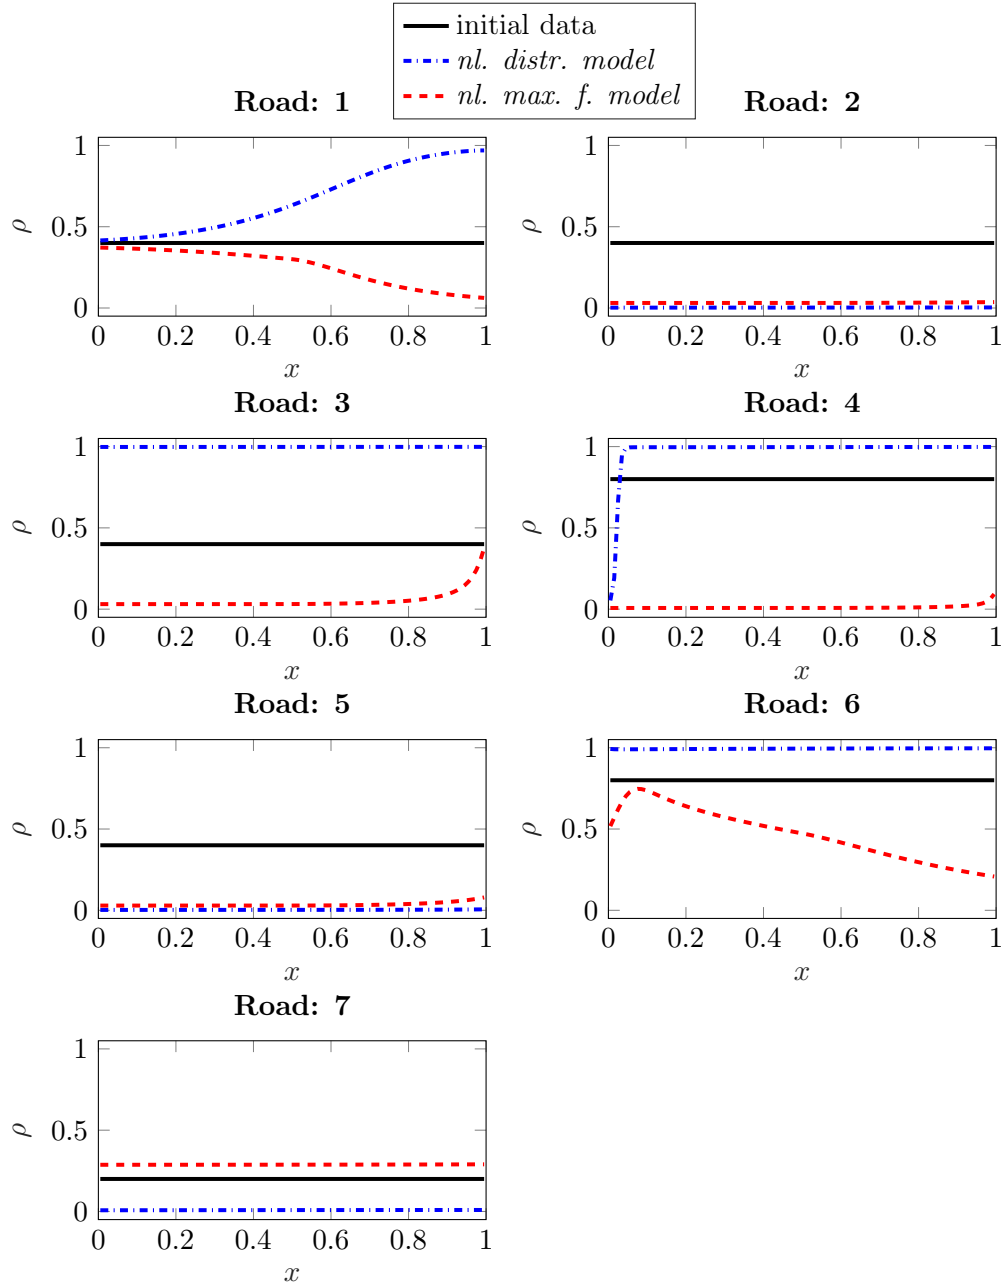 initial data
nl. distr. model
nl. max. f. model
Road: 1
ρ
1
0.5
0
0 0.2 0.4 0.6 0.8 1
x
Road: 2
ρ
1
0.5
0
0 0.2 0.4 0.6 0.8 1
x
Road: 3
ρ
1
0.5
0
0 0.2 0.4 0.6 0.8 1
x
Road: 4
ρ
1
0.5
0
0 0.2 0.4 0.6 0.8 1
x
Road: 5
ρ
1
0.5
0
0 0.2 0.4 0.6 0.8 1
x
Road: 6
ρ
1
0.5
0
0 0.2 0.4 0.6 0.8 1
x
Road: 7
ρ
1
0.5
0
0 0.2 0.4 0.6 0.8 1
x